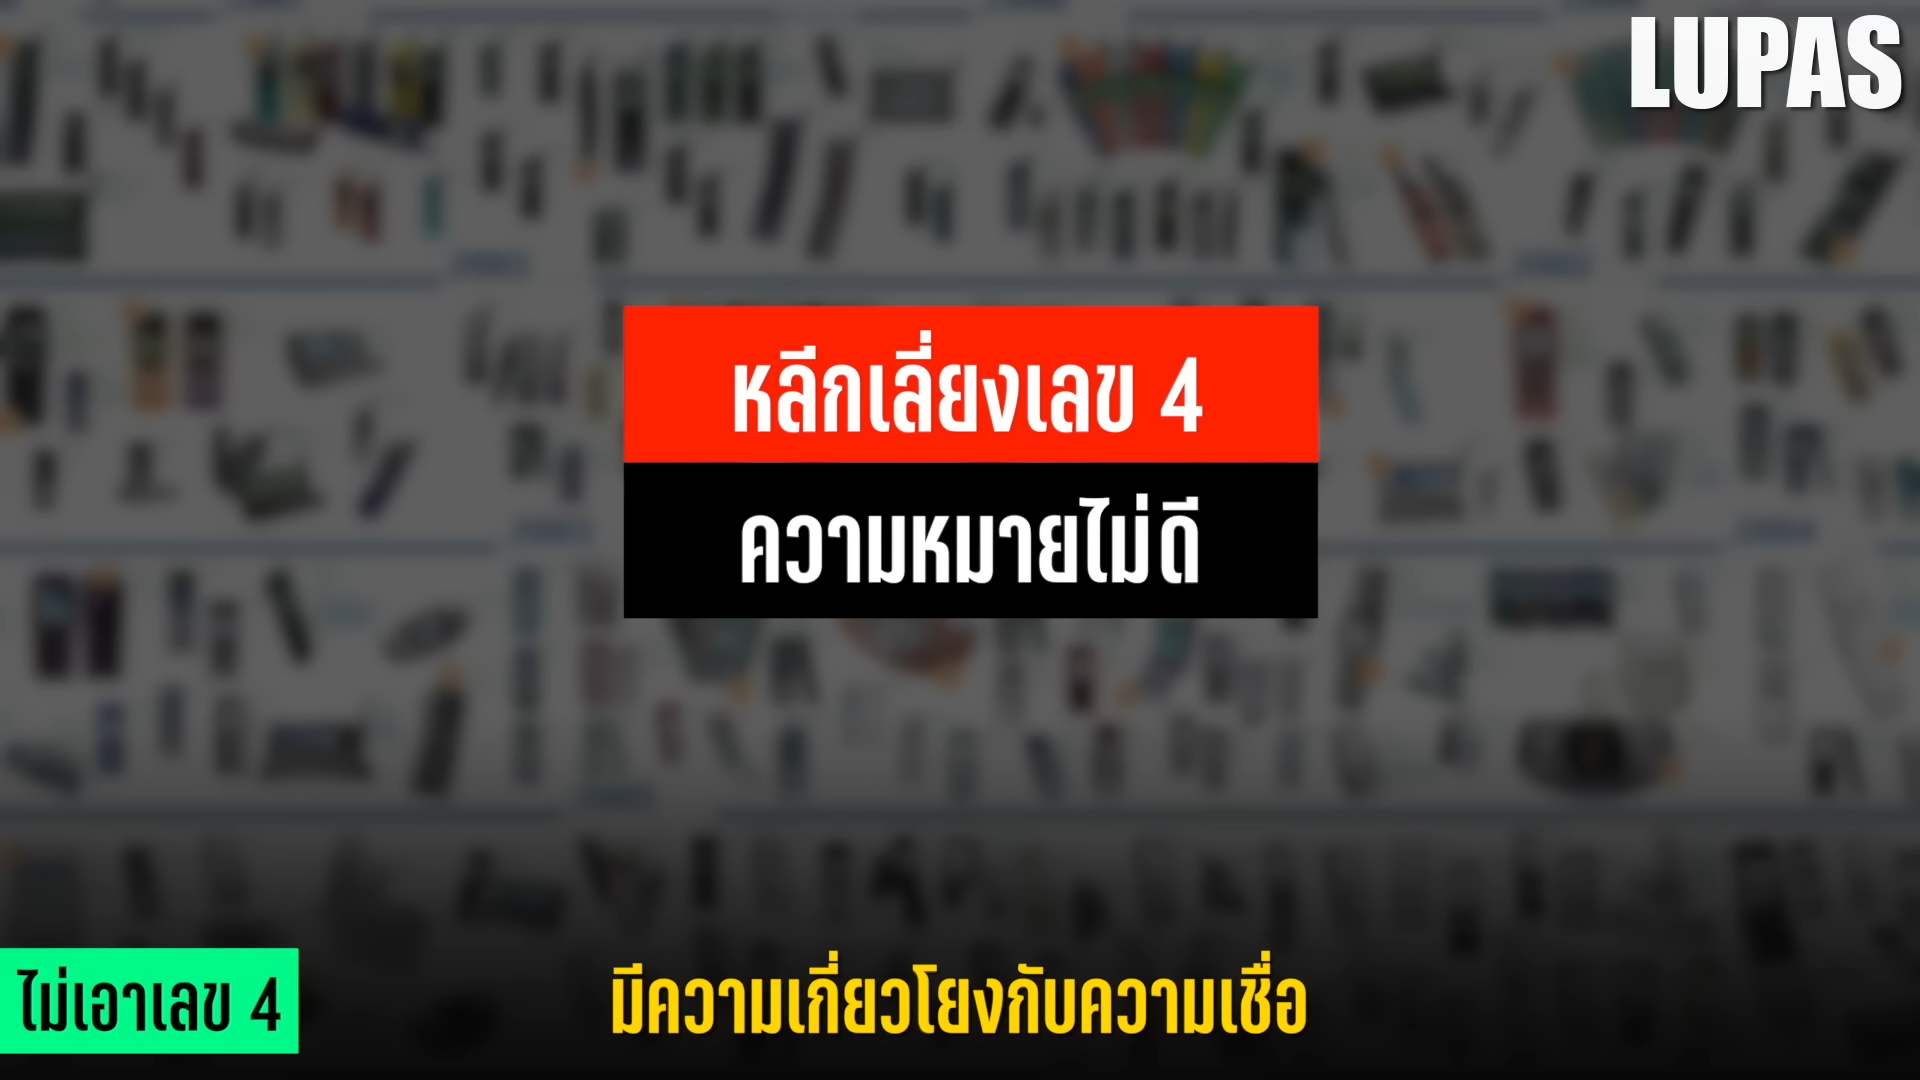 LUPAS
หลีกเลี่ยงเลข 4
ความหมายไม่ดี
ไม่เอาเลข 4
มีความเกี่ยวโยงกับความเชื่อ